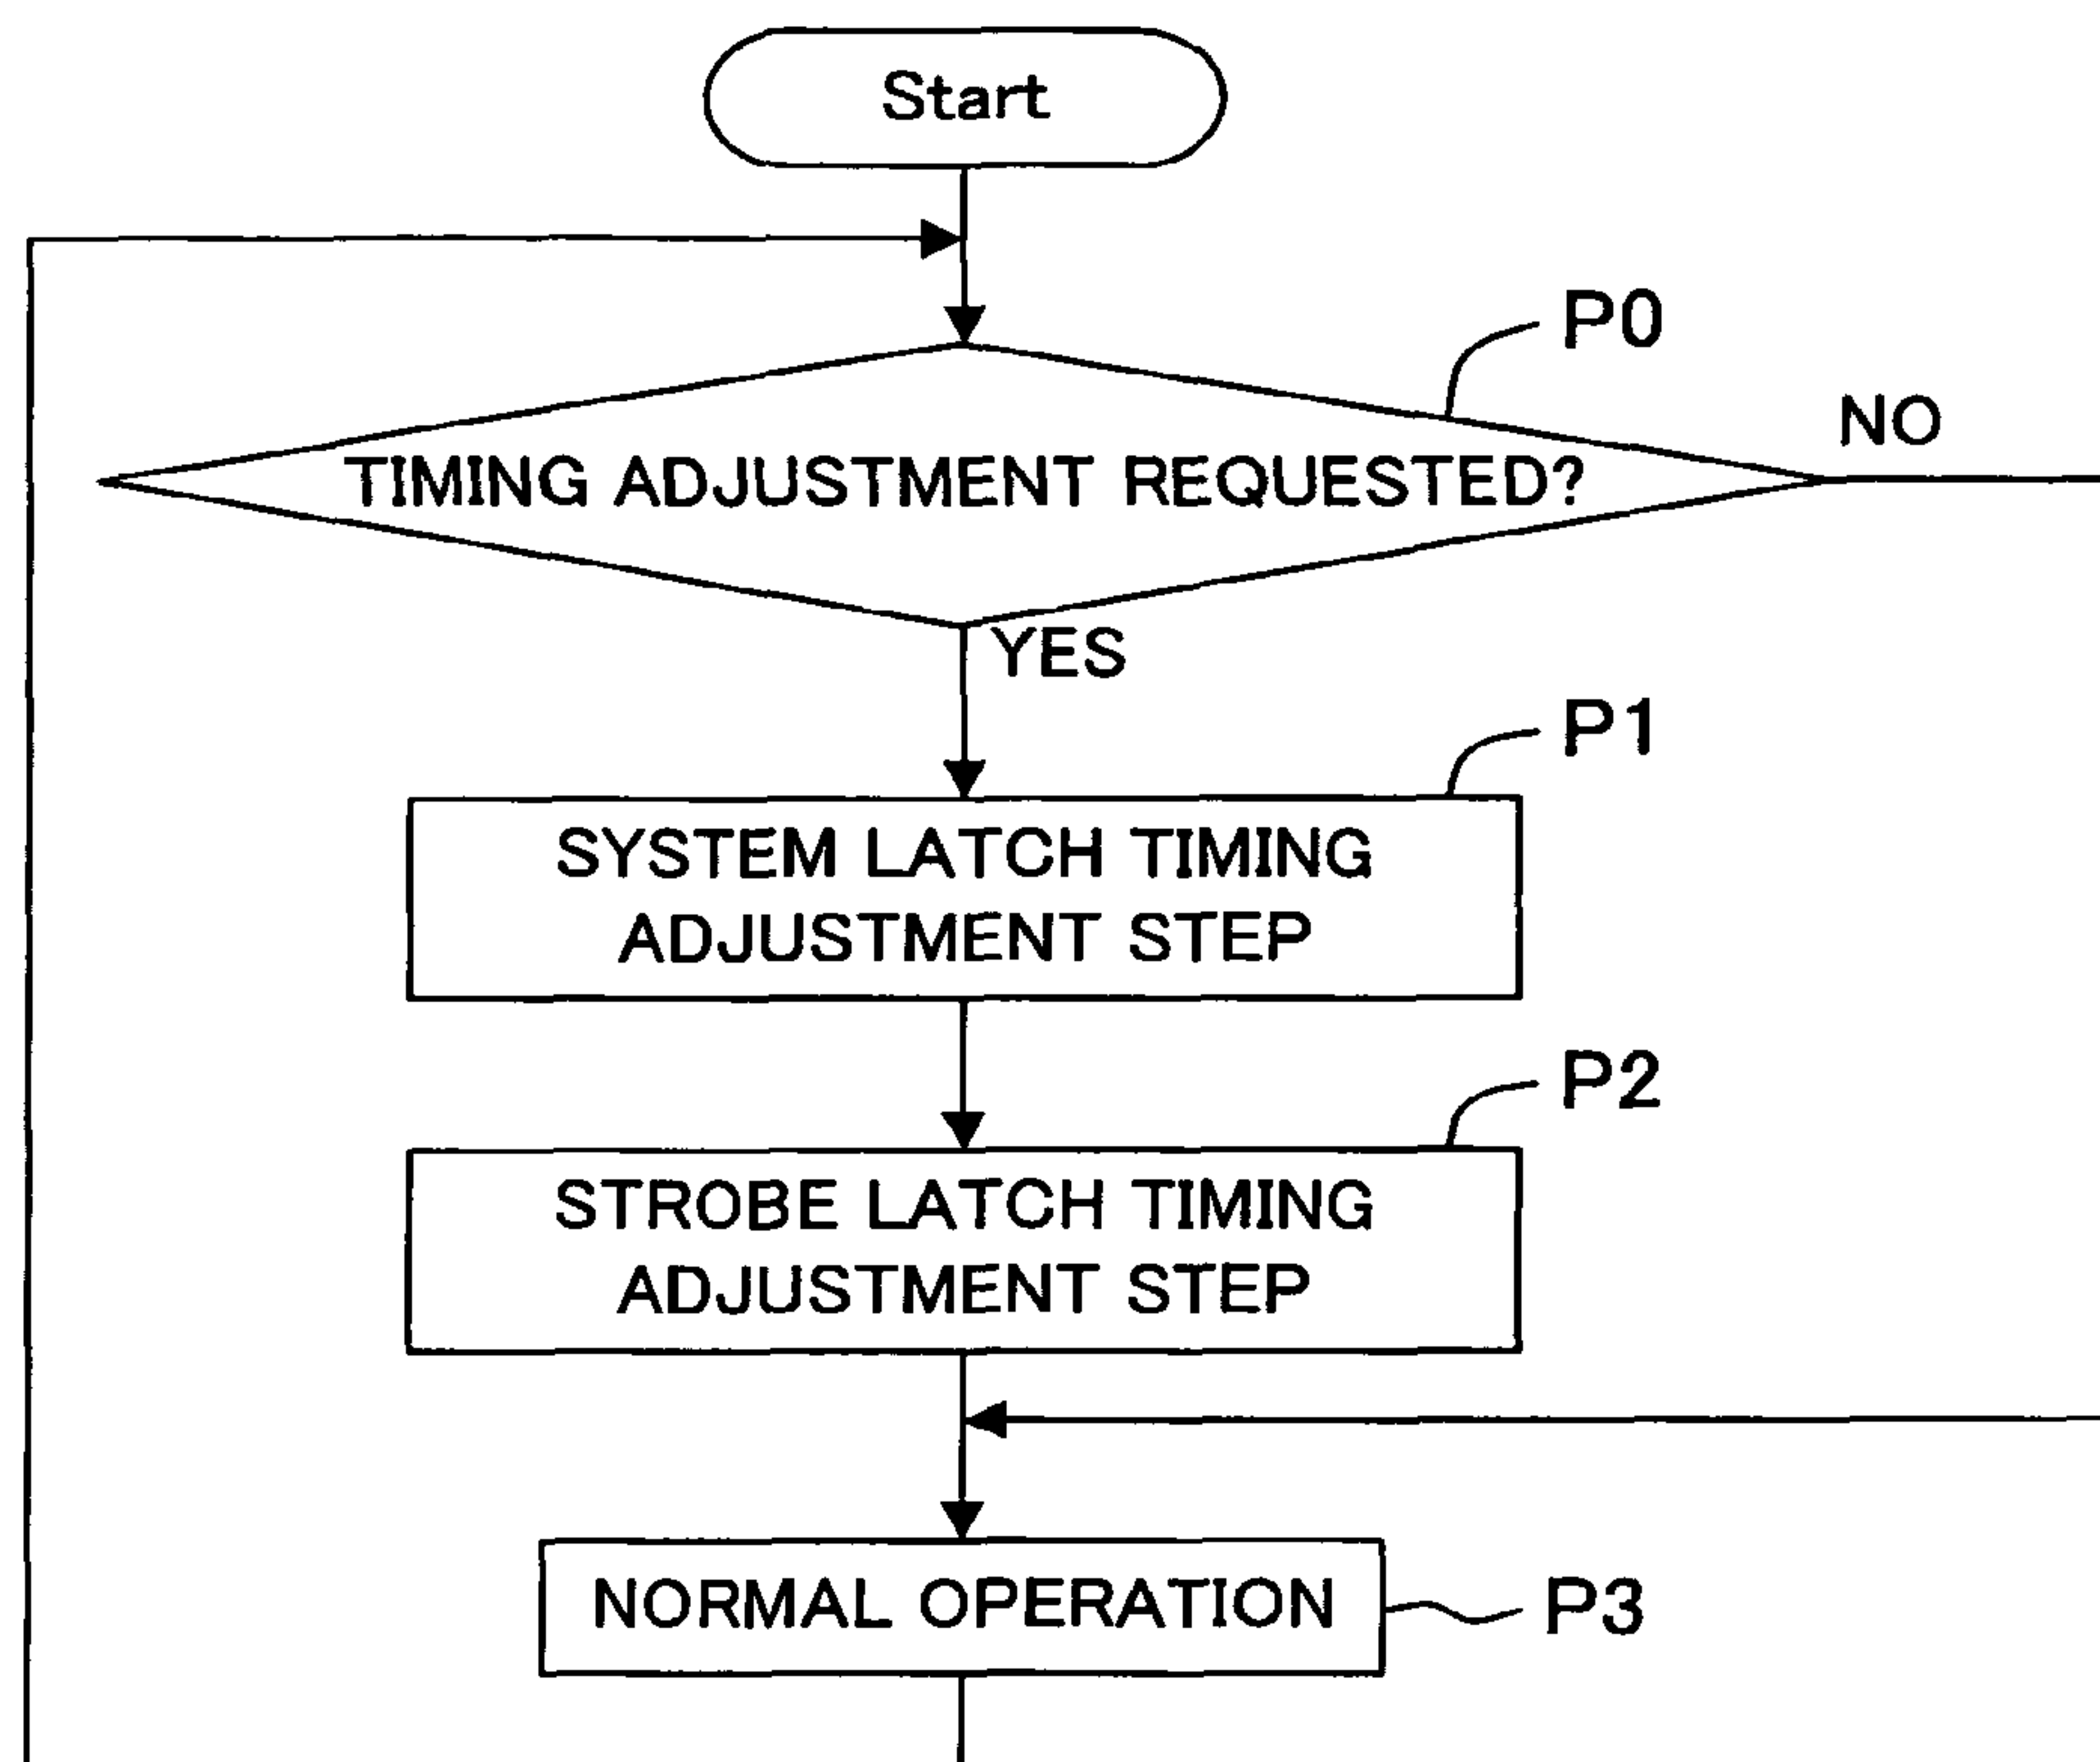 Start
P0
NO
TIMING ADJUSTMENT REQUESTED?
YES
P1
SYSTEM LATCH TIMING
ADJUSTMENT STEP
P2
STROBE LATCH TIMING
ADJUSTMENT STEP
NORMAL OPERATION
P3